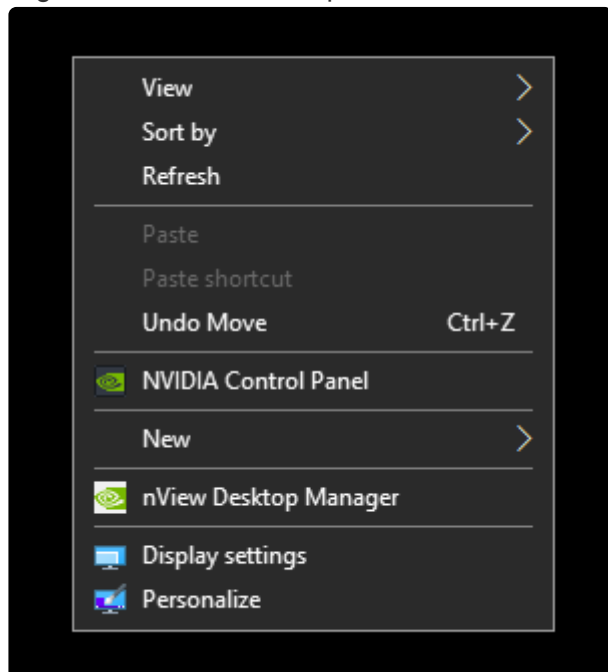 View
Sort by
Refresh
Paste
Paste shortcut
Undo Move Ctrl+Z
NVIDIA Control Panel
New
nView Desktop Manager
Display settings
Personalize